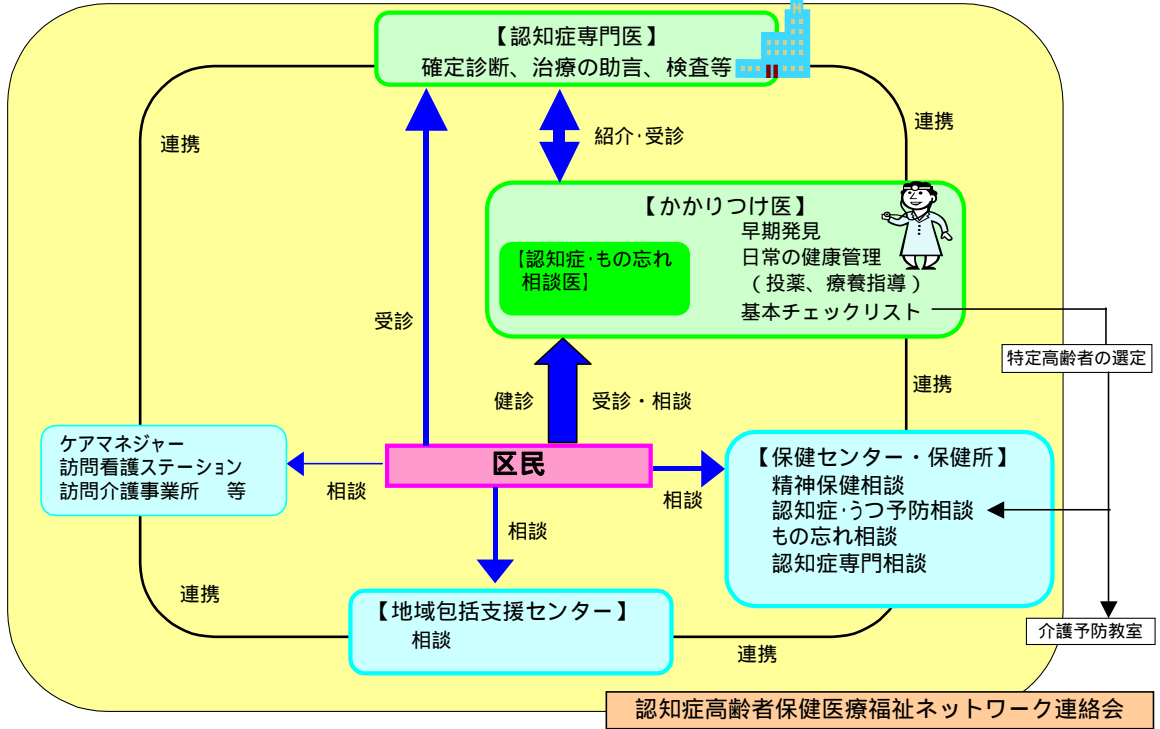 【認知症専門医】
確定診断、治療の助言、検査等
連携
連携
紹介・受診
【かかりつけ医】
早期発見
日常の健康管理
（投薬、療養指導）
基本チェックリスト
【認知症・もの忘れ
相談医】
受診
特定高齢者の選定
連携
健診
受診・相談
ケアマネジャー
訪問看護ステーション
訪問介護事業所　等
相談
区民
相談
相談
【保健センター・保健所】
精神保健相談
認知症・うつ予防相談
もの忘れ相談
認知症専門相談
連携
【地域包括支援センター】
相談
連携
介護予防教室
認知症高齢者保健医療福祉ネットワーク連絡会